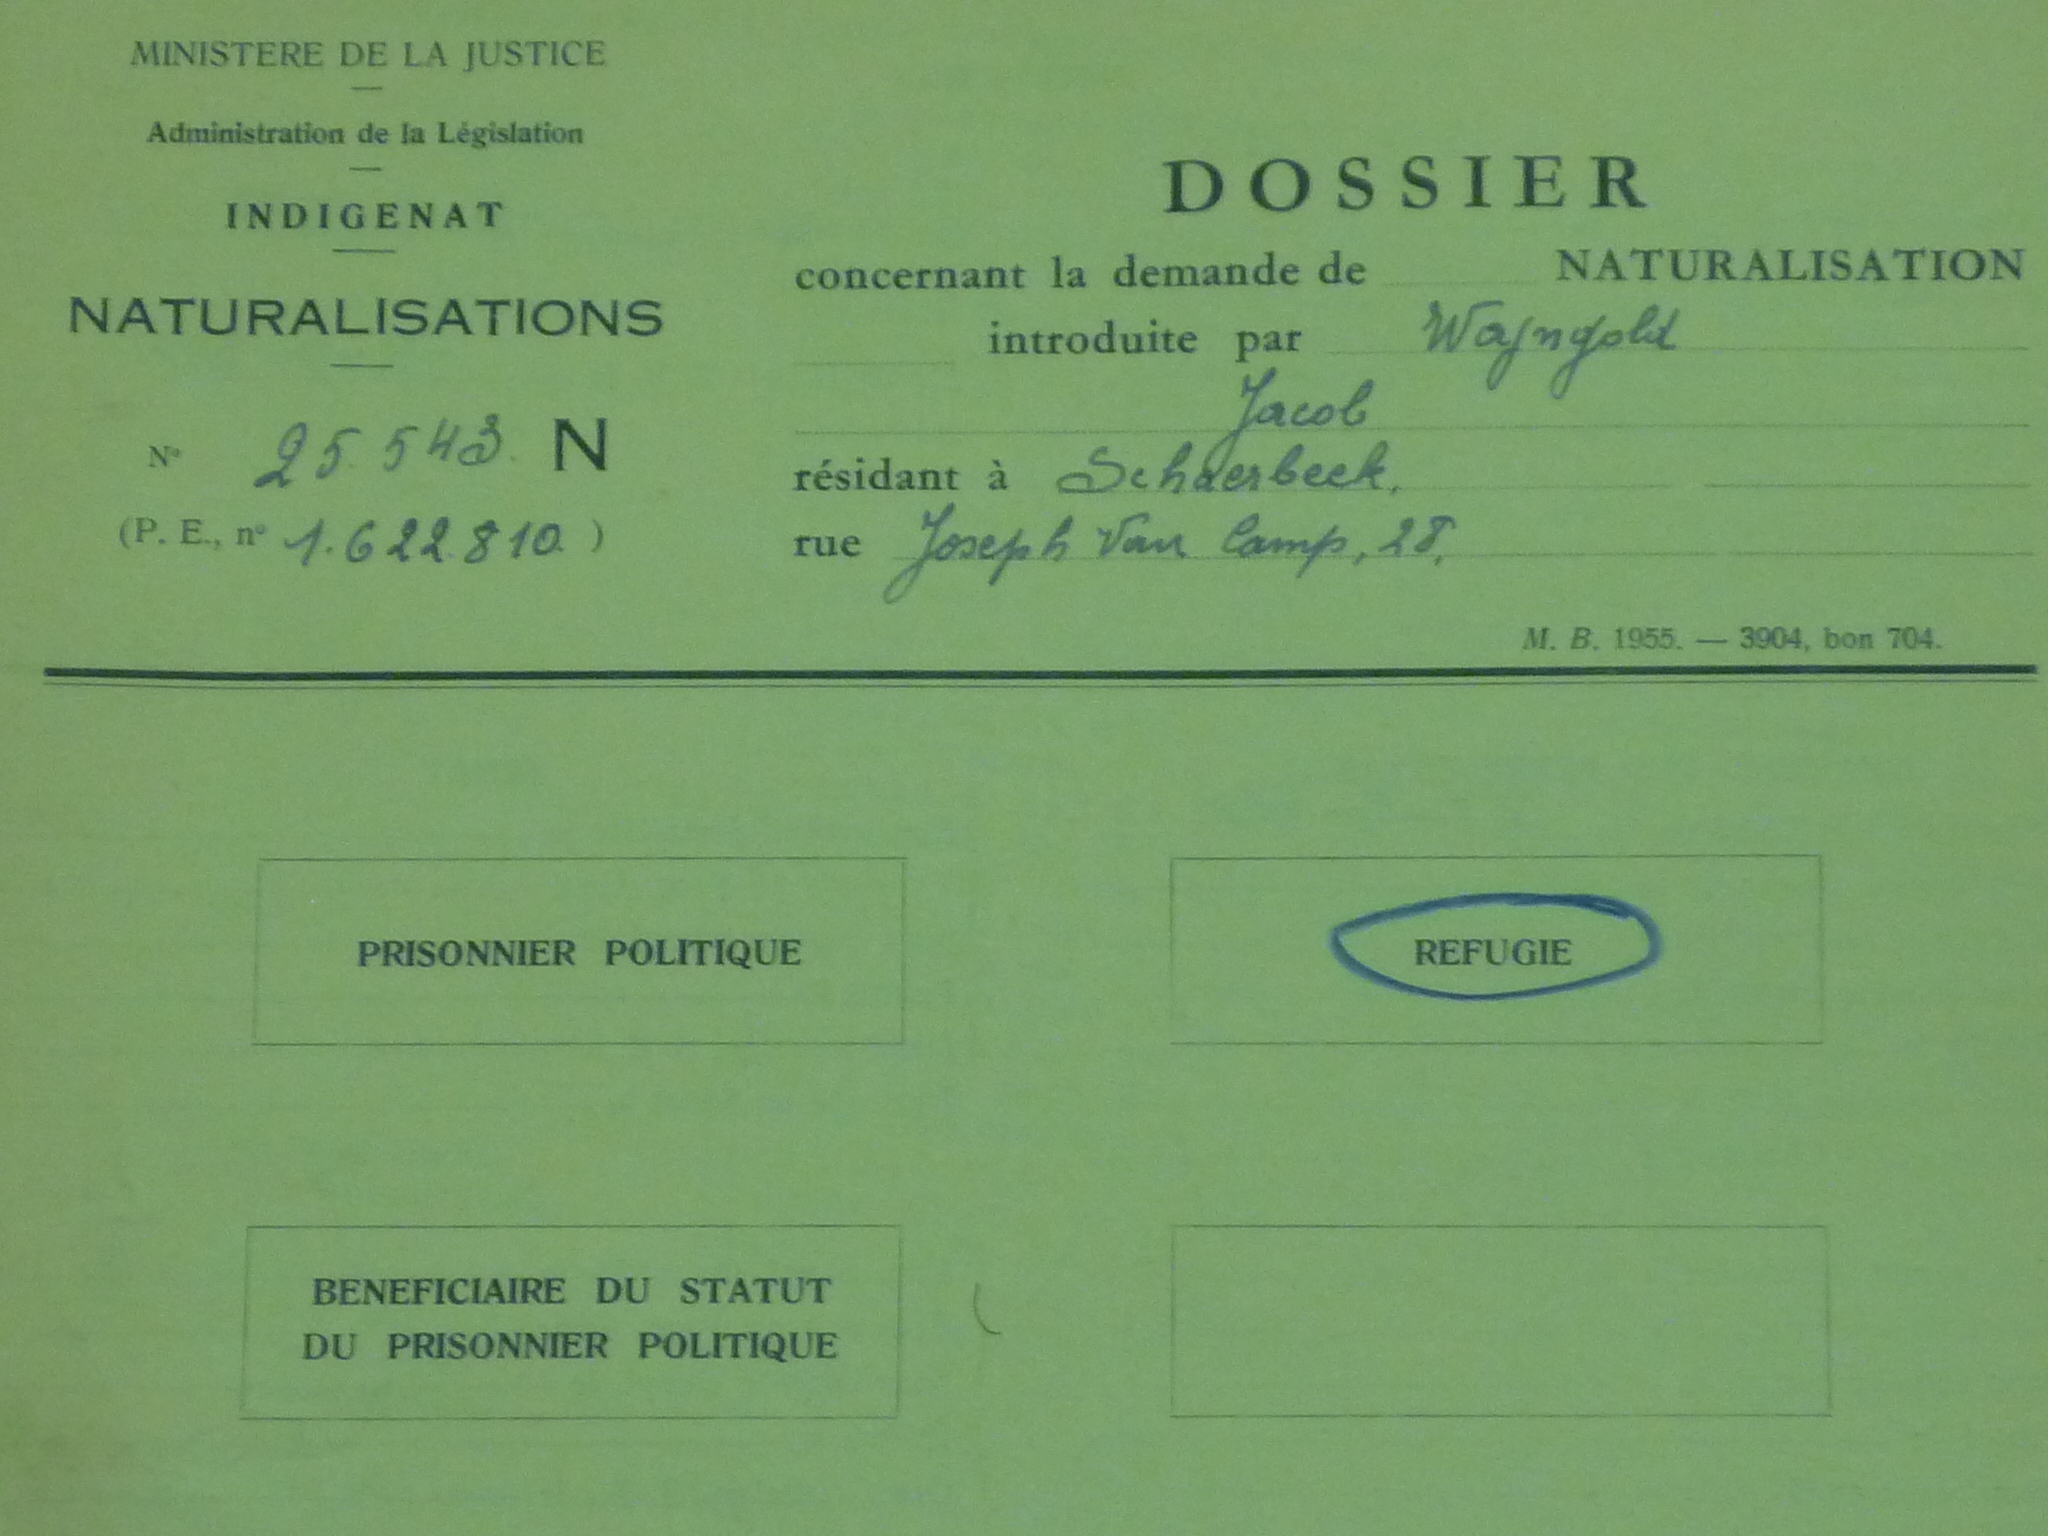 MINISTERE DE LA JUSTICE
Administration de la Législation
INDIGENAT
NATURALISATIONS
Nº 25.543. N
(P. E., nº 1.622.810. )
DOSSIER
concernant la demande de NATURALISATION
introduite par Wajngold
Jacob
résidant à Schaerbeek,
rue Joseph Van Camp, 28.
M. B. 1955. — 3904, bon 704.
PRISONNIER POLITIQUE
REFUGIE
BENEFICIAIRE DU STATUT
DU PRISONNIER POLITIQUE